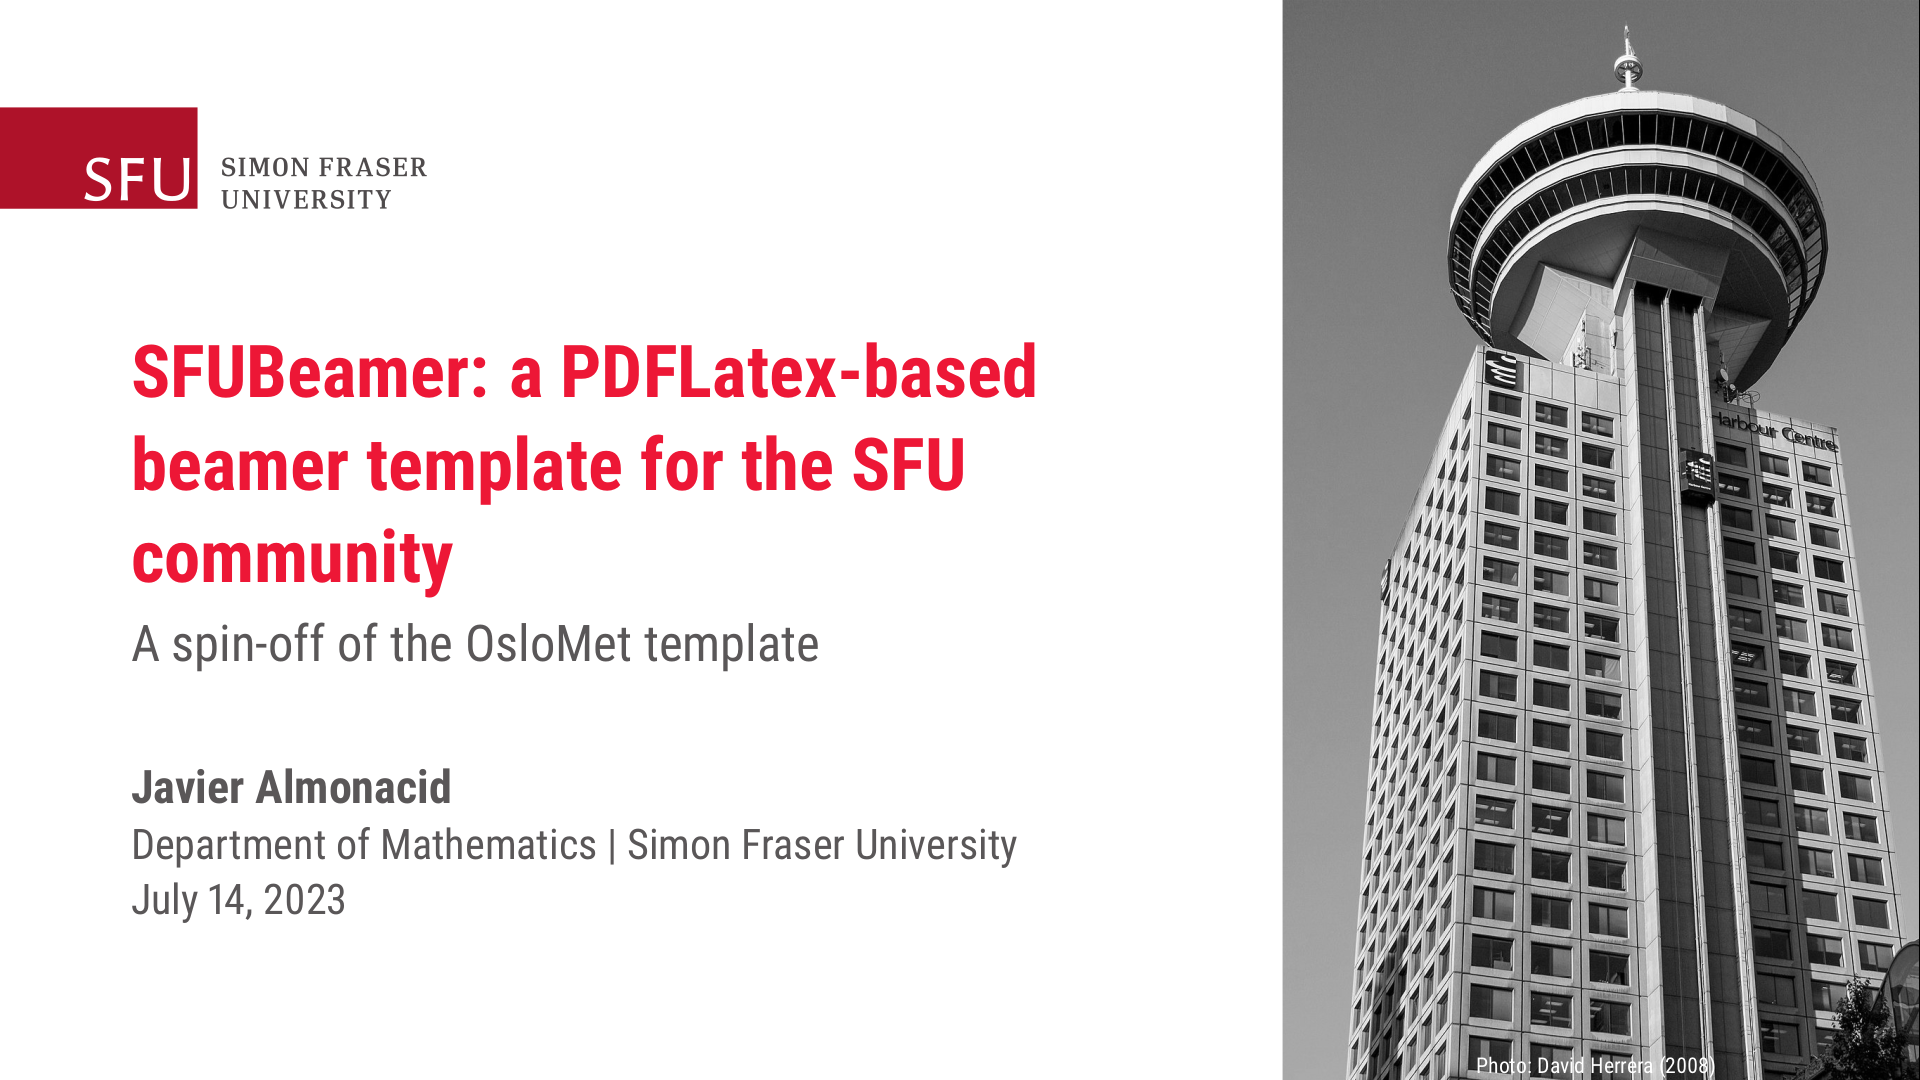 SFU
SIMON FRASER
UNIVERSITY
SFUBeamer: a PDFLatex-based
beamer template for the SFU
community
A spin-off of the OsloMet template
Javier Almonacid
Department of Mathematics | Simon Fraser University
July 14, 2023
Harbour Centre
Photo: David Herrera (2008)